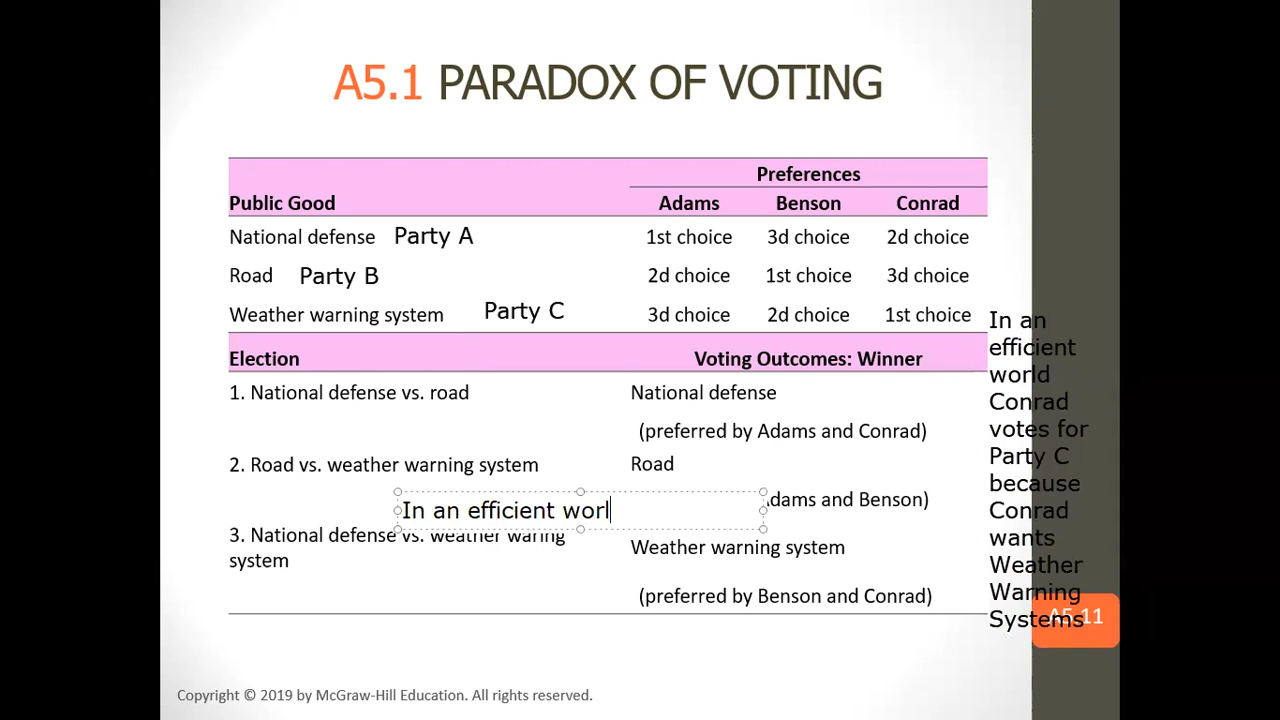 A5.1 PARADOX OF VOTING
Preferences
Public Good Adams Benson Conrad
National defense Party A 1st choice 3d choice 2d choice
Road Party B 2d choice 1st choice 3d choice
Weather warning system Party C 3d choice 2d choice 1st choice
Election Voting Outcomes: Winner
1. National defense vs. road National defense
(preferred by Adams and Conrad)
2. Road vs. weather warning system Road
Adams and Benson)
In an efficient worl
3. National defense vs. weather waring
system
Weather warning system
(preferred by Benson and Conrad)
In an
efficient
world
Conrad
votes for
Party C
because
Conrad
wants
Weather
Warning
Systems
A5.11
Copyright © 2019 by McGraw-Hill Education. All rights reserved.